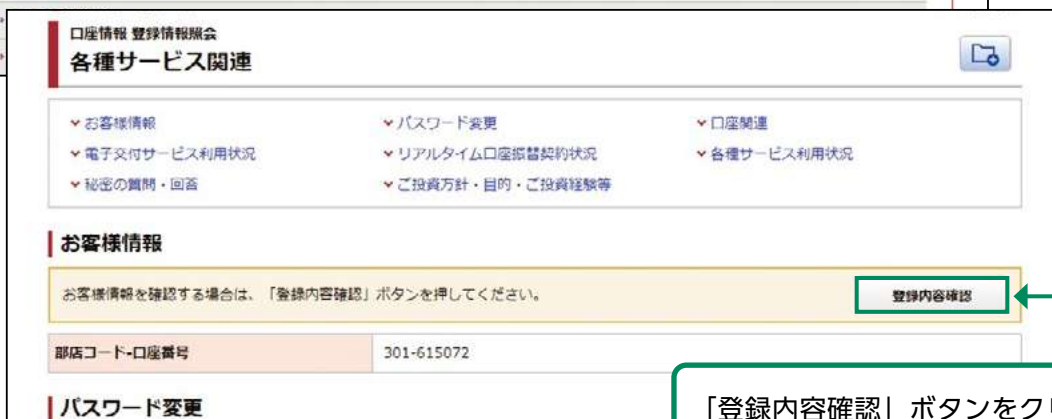 口座情報 登録情報照会
各種サービス関連
お客様情報
パスワード変更
口座関連
電子交付サービス利用状況
リアルタイム口座振替契約状況
各種サービス利用状況
秘密の質問・回答
ご投資方針・目的・ご投資経験等
お客様情報
お客様情報を確認する場合は、「登録内容確認」ボタンを押してください。
登録内容確認
部店コード-口座番号
301-615072
パスワード変更
「登録内容確認」ボタンをク